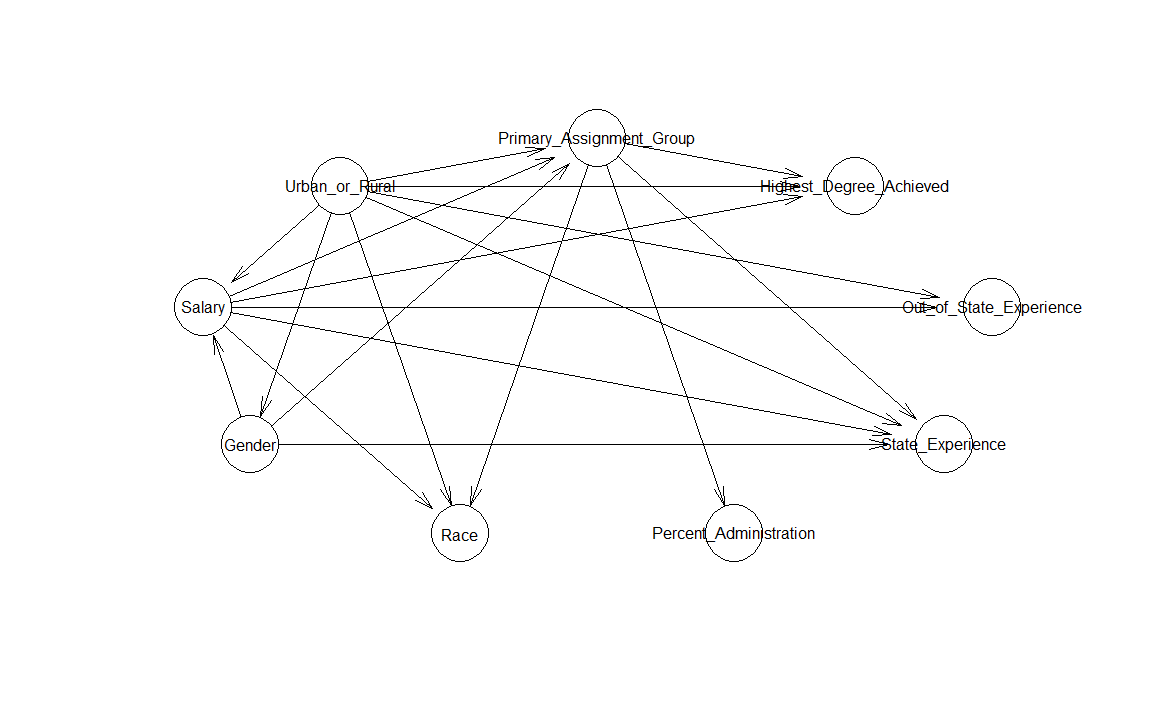 Primary_Assignment_Group
Urban_or_Rural
Highest_Degree_Achieved
Salary
Out_of_State_Experience
Gender
State_Experience
Race
Percent_Administration